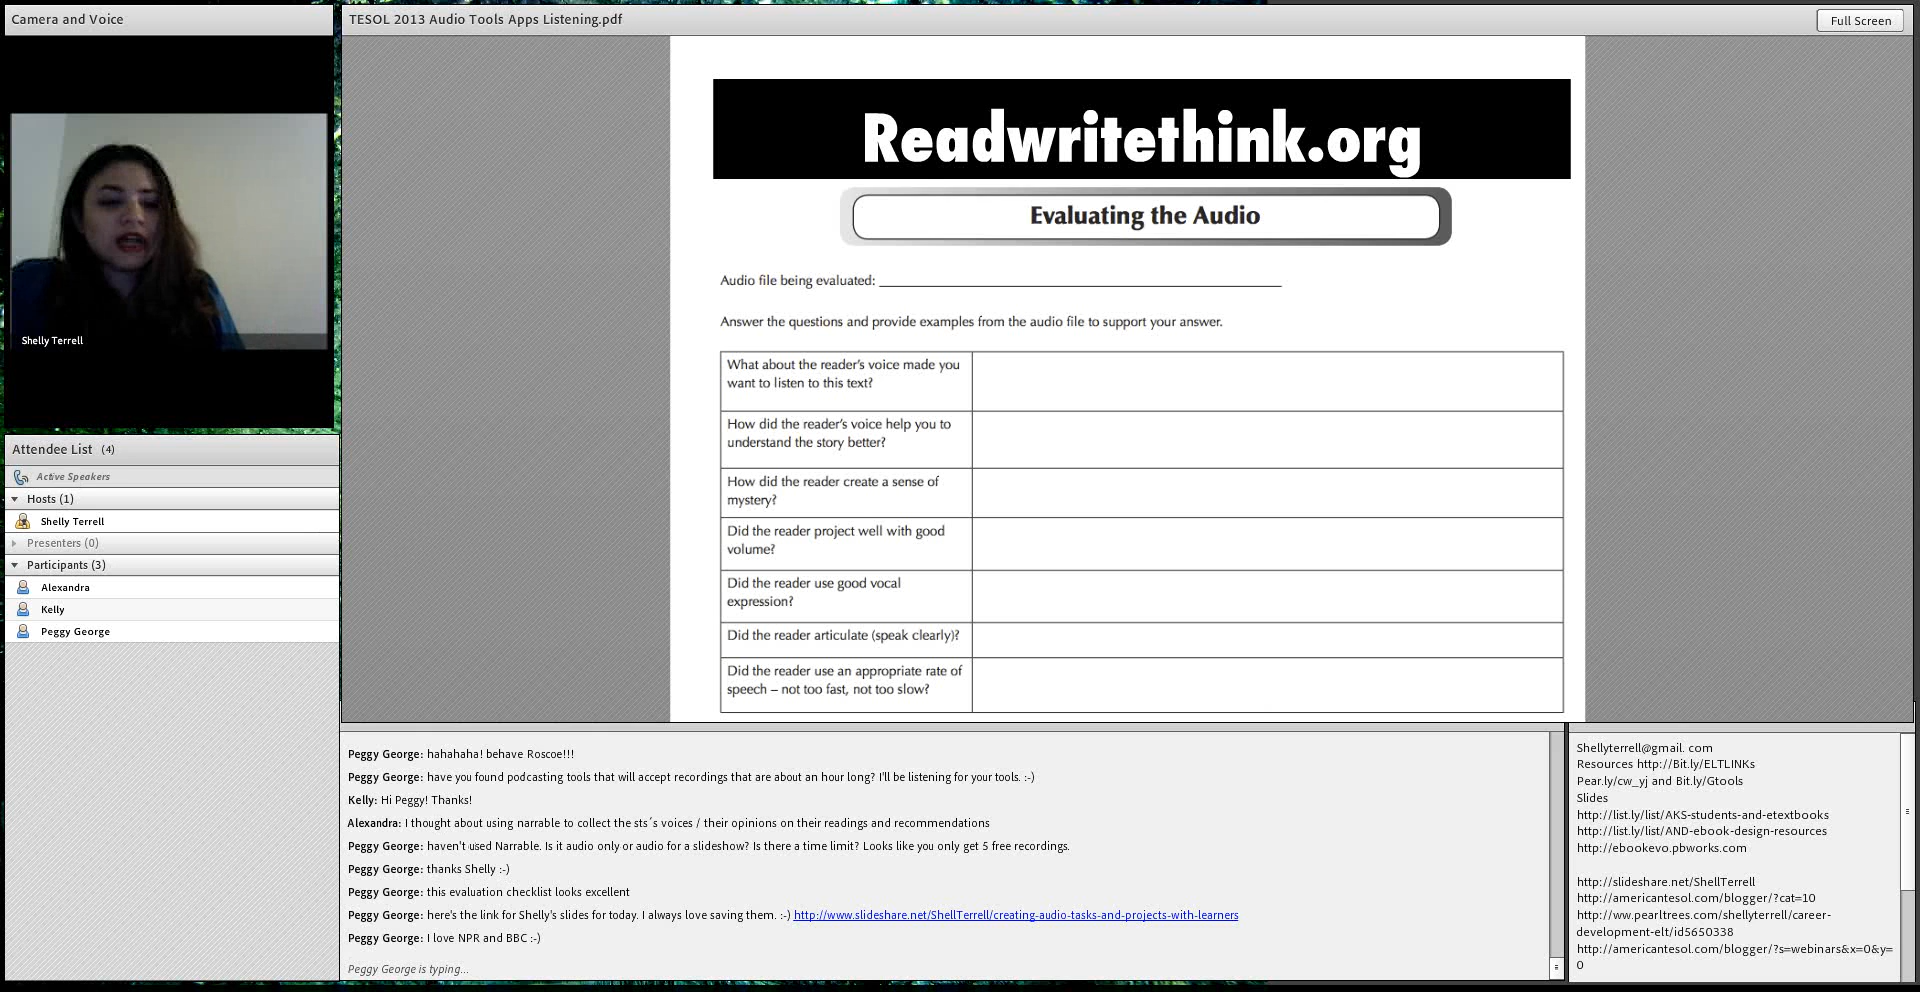 Camera and Voice
Shelly Terrell
Attendee List (4)
Active Speakers
Hosts (1)
Shelly Terrell
Presenters (0)
Participants (3)
Alexandra
Kelly
Peggy George
TESOL 2013 Audio Tools Apps Listening.pdf
Full Screen
Readwritethink.org
Evaluating the Audio
Audio file being evaluated:
Answer the questions and provide examples from the audio file to support your answer.
What about the reader's voice made you
want to listen to this text?
How did the reader's voice help you to
understand the story better?
How did the reader create a sense of
mystery?
Did the reader project well with good
volume?
Did the reader use good vocal
expression?
Did the reader articulate (speak clearly)?
Did the reader use an appropriate rate of
speech – not too fast, not too slow?
Peggy George: hahahaha! behave Roscoe!!!
Peggy George: have you found podcasting tools that will accept recordings that are about an hour long? I'll be listening for your tools. :-)
Kelly: Hi Peggy! Thanks!
Alexandra: I thought about using narrable to collect the sts´s voices / their opinions on their readings and recommendations
Peggy George: haven't used Narrable. Is it audio only or audio for a slideshow? Is there a time limit? Looks like you only get 5 free recordings.
Peggy George: thanks Shelly :-)
Peggy George: this evaluation checklist looks excellent
Peggy George: here's the link for Shelly's slides for today. I always love saving them. :-) http://www.slideshare.net/ShellTerrell/creating-audio-tasks-and-projects-with-learners
Peggy George: I love NPR and BBC :-)
Peggy George is typing...
Shellyterrell@gmail. com
Resources http://Bit.ly/ELTLINKs
Pear.ly/cw_yj and Bit.ly/Gtools
Slides
http://list.ly/list/AKS-students-and-etextbooks
http://list.ly/list/AND-ebook-design-resources
http://ebookevo.pbworks.com
http://slideshare.net/ShellTerrell
http://americantesol.com/blogger/?cat=10
http://ww.pearltrees.com/shellyterrell/career-
development-elt/id5650338
http://americantesol.com/blogger/?s=webinars&x=0&y=
0